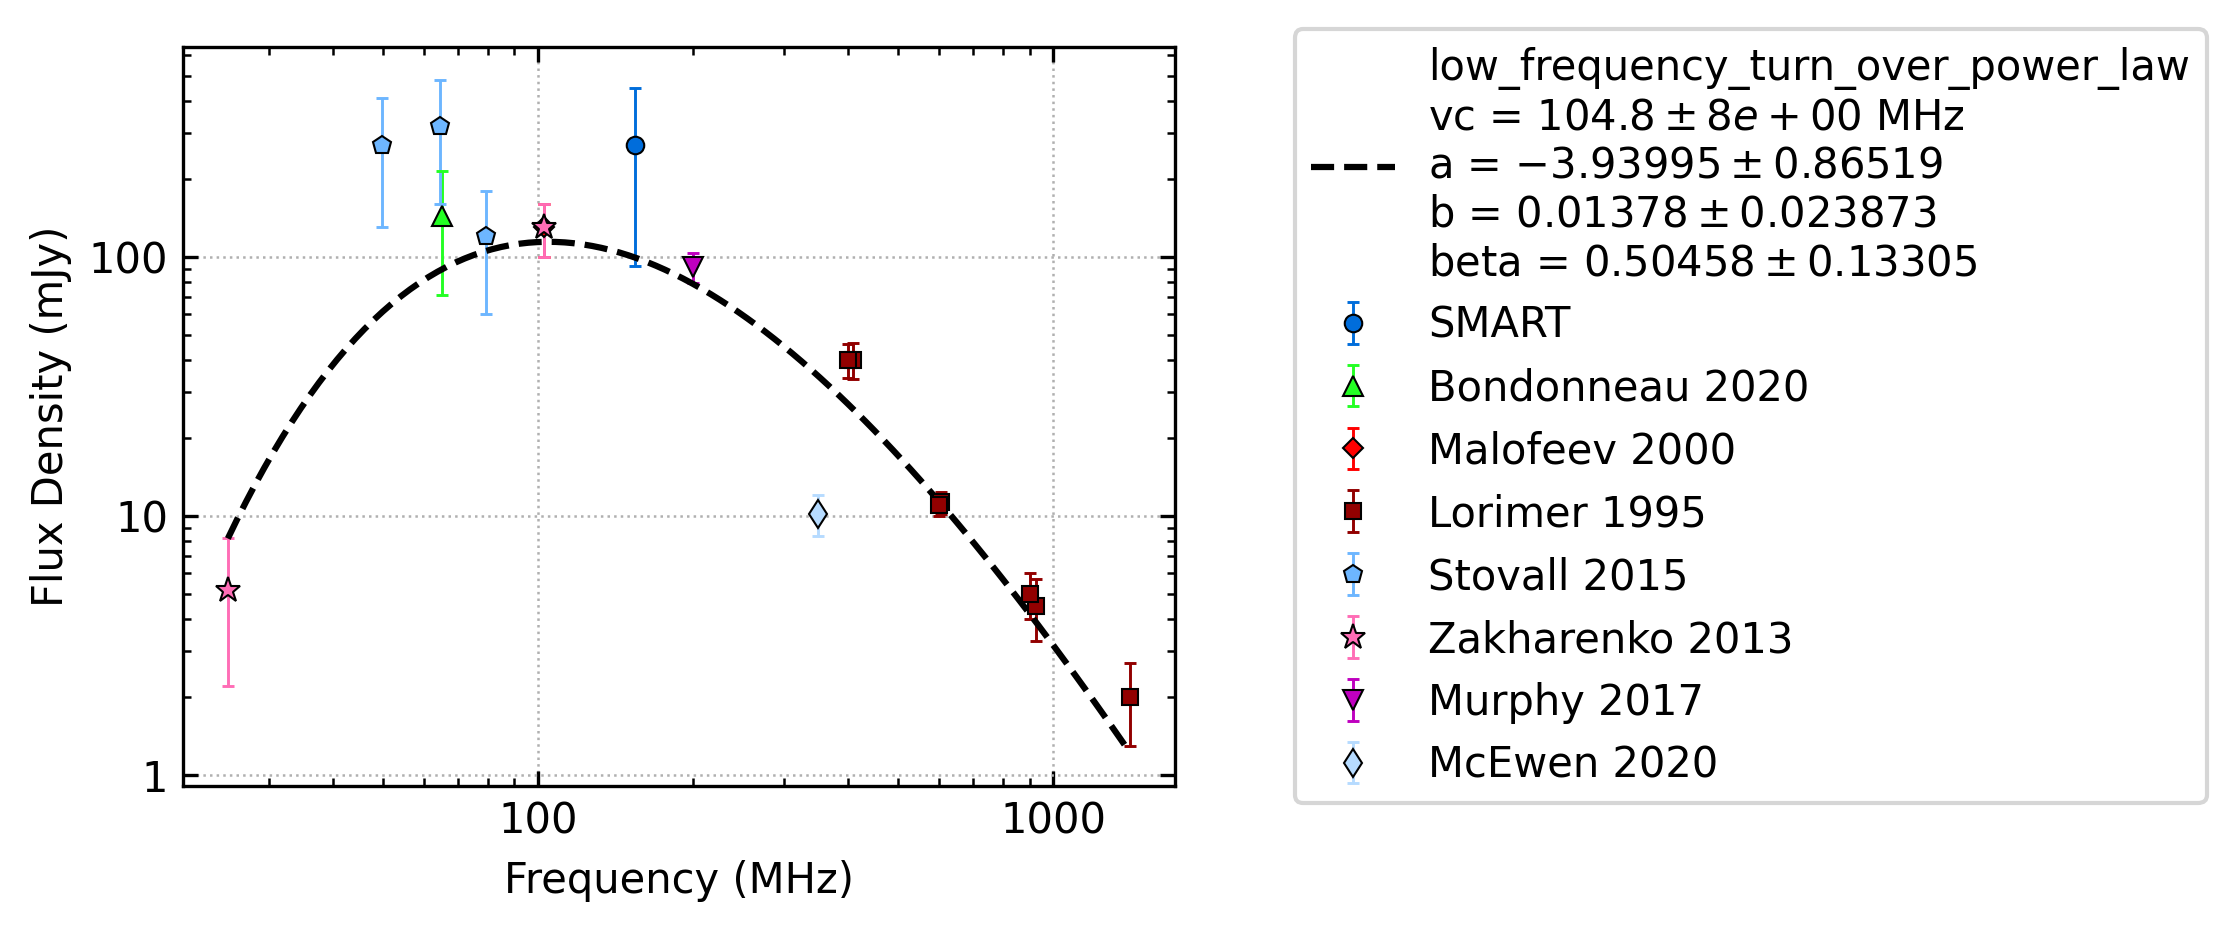 Flux Density (mJy)
100
10
1
100
1000
Frequency (MHz)
low_frequency_turn_over_power_law
vc = 104.8 ± 8e + 00 MHz
a = −3.93995 ± 0.86519
b = 0.01378 ± 0.023873
beta = 0.50458 ± 0.13305
SMART
Bondonneau 2020
Malofeev 2000
Lorimer 1995
Stovall 2015
Zakharenko 2013
Murphy 2017
McEwen 2020